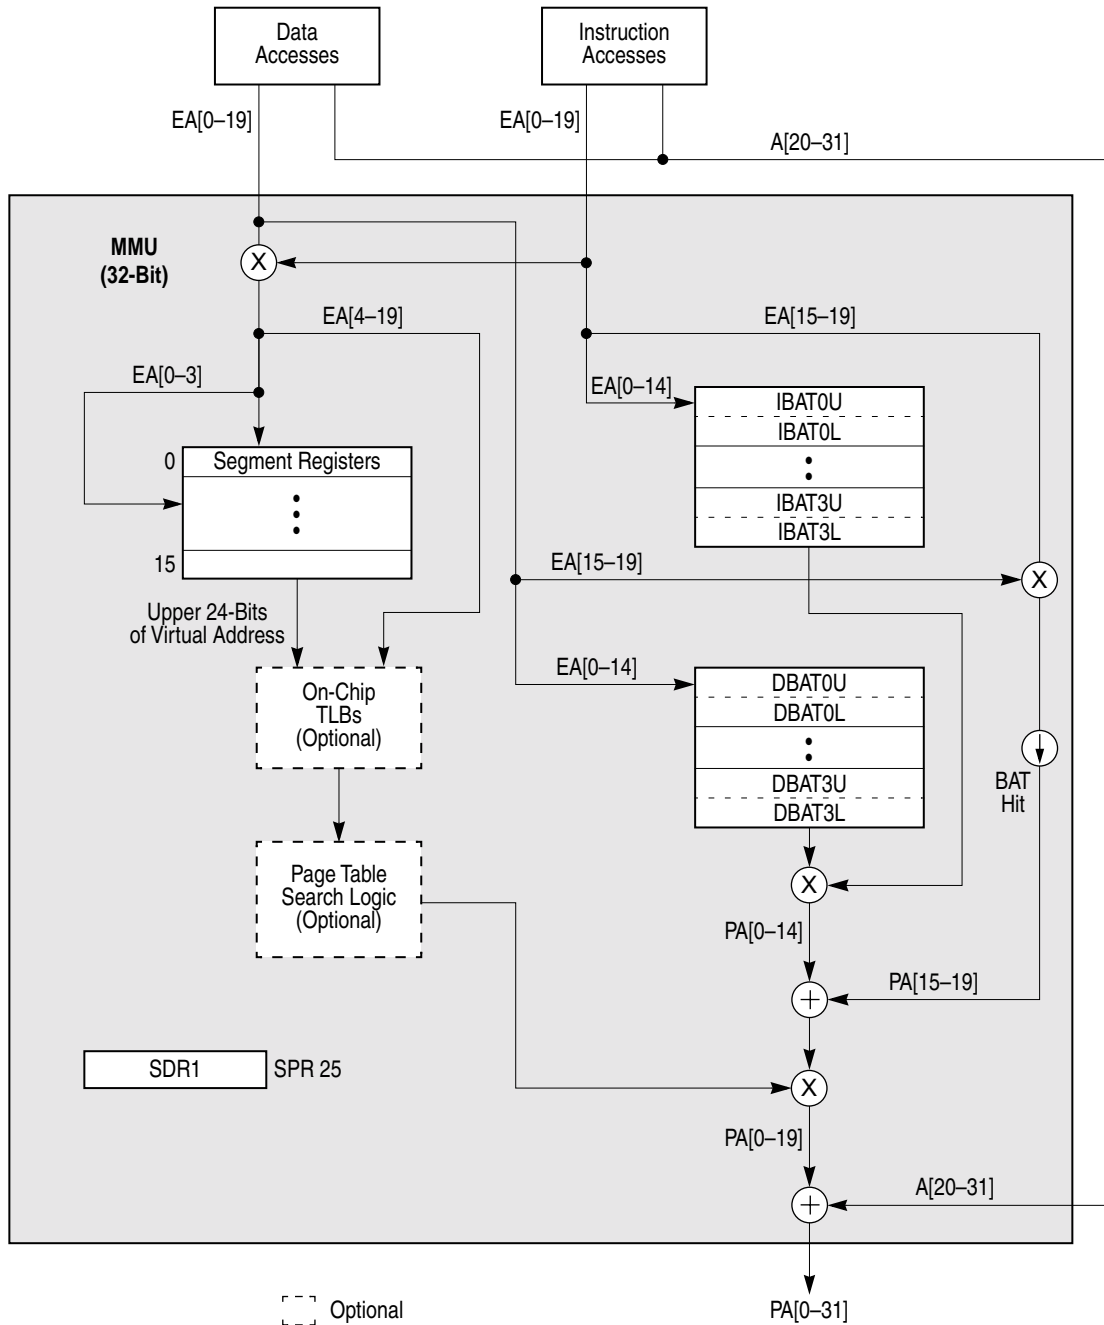 Data
Accesses
Instruction
Accesses
EA[0–19]
EA[0–19]
A[20–31]
MMU
(32-Bit)
X
EA[4–19]
EA[15–19]
EA[0–3]
EA[0–14]
IBAT0U
IBAT0L
IBAT3U
IBAT3L
0
Segment Registers
15
EA[15–19]
X
Upper 24-Bits
of Virtual Address
EA[0–14]
On-Chip
TLBs
(Optional)
DBAT0U
DBAT0L
DBAT3U
DBAT3L
BAT
Hit
Page Table
Search Logic
(Optional)
X
PA[0–14]
PA[15–19]
+
SDR1
SPR 25
X
PA[0–19]
A[20–31]
+
Optional
PA[0–31]